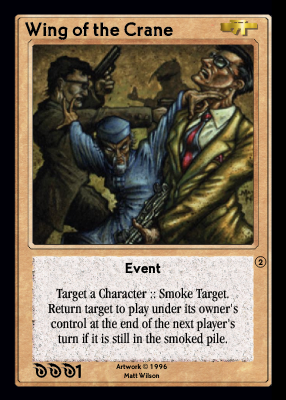 Wing of the Crane
Event
2
Target a Character :: Smoke Target.
Return target to play under its owner's
control at the end of the next player's
turn if it is still in the smoked pile.
1
Artwork © 1996
Matt Wilson